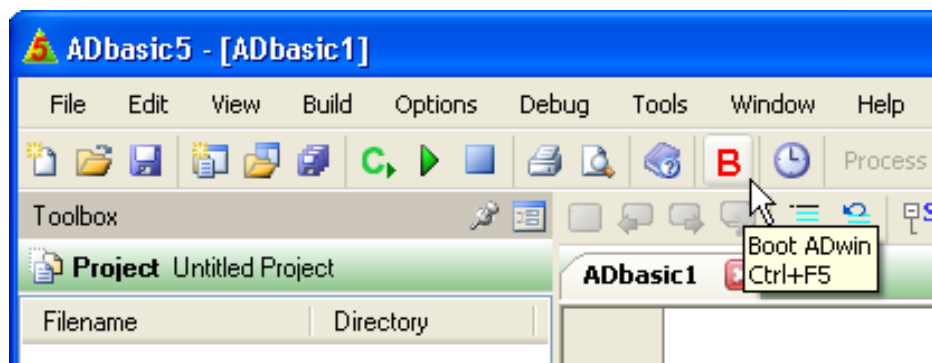 ADbasic5 - [ADbasic1]
File Edit View Build Options Debug Tools Window Help
B Process
Toolbox
Boot ADwin
Ctrl+F5
Project Untitled Project
ADbasic1
Filename Directory